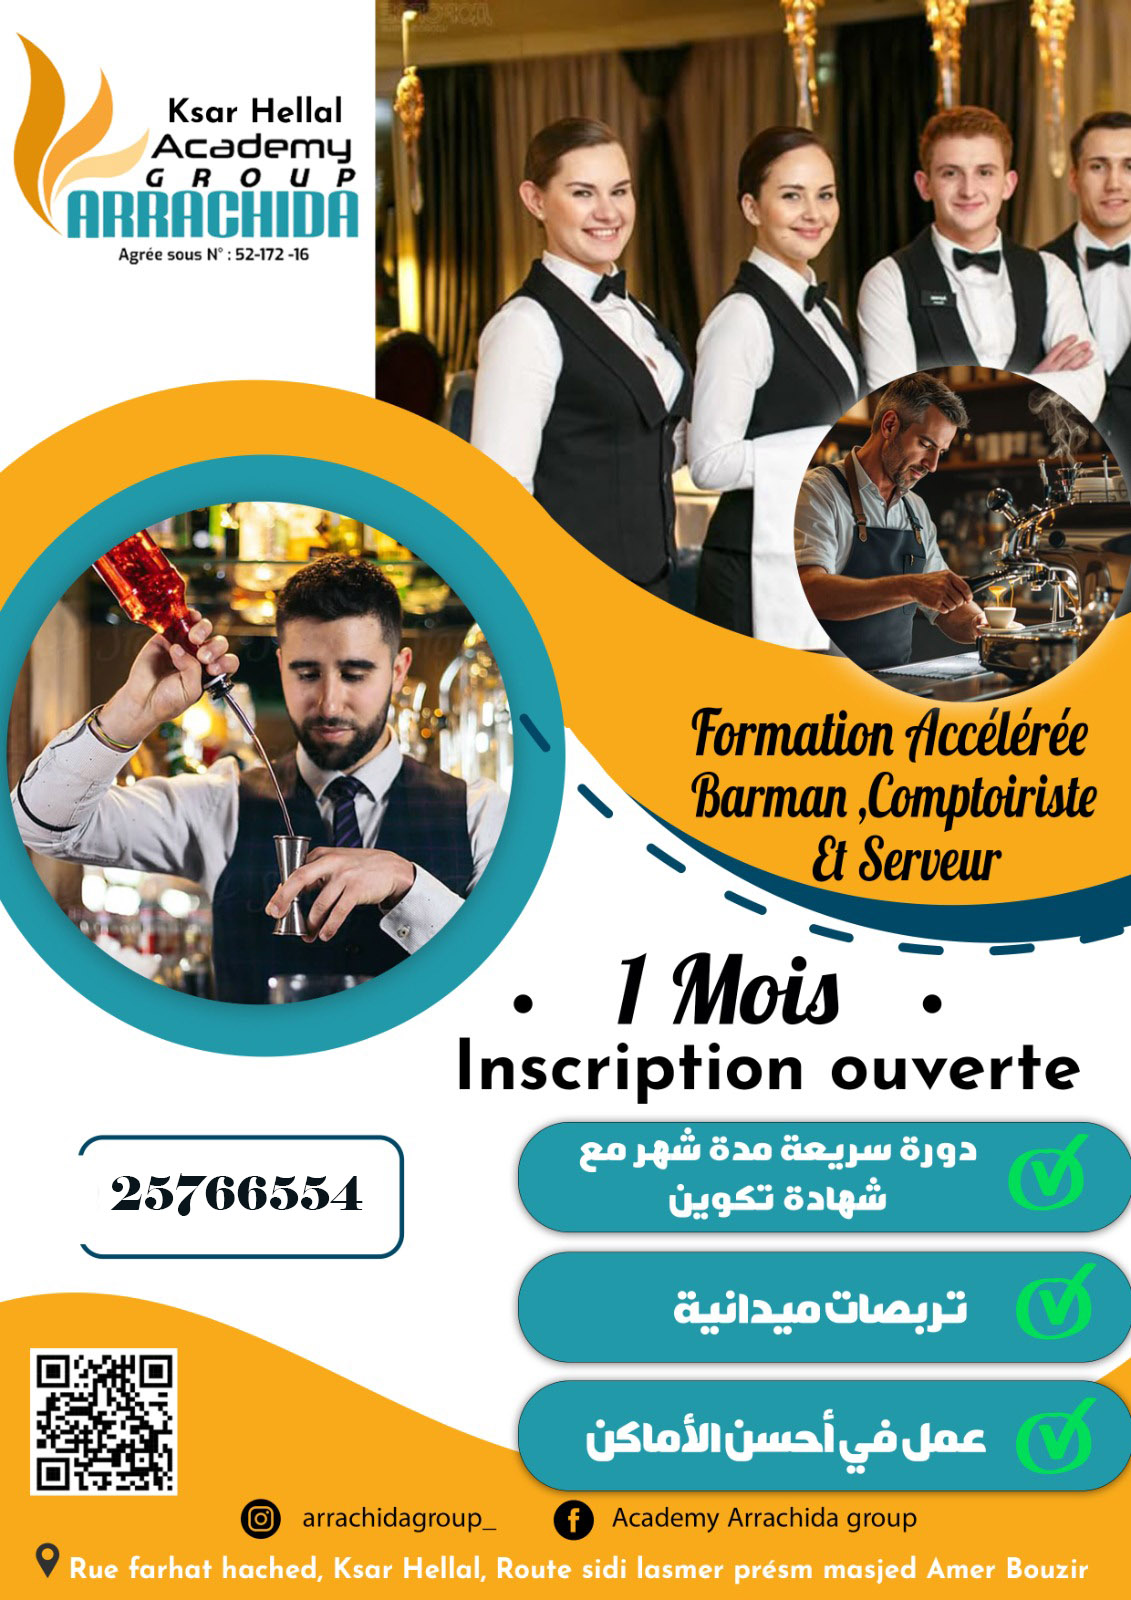 Ksar Hellal
Academy
GROUP
ARRACHIDA
Agrée sous N° : 52-172 -16
Formation Accélérée
Barman ,Comptoiriste
Et Serveur
1 Mois
Inscription ouverte
25766554
دورة سريعة مدة شهر مع
شهادة تكوين
تربصات ميدانية
عمل في أحسن الأماكن
arrachidagroup_
Academy Arrachida group
Rue farhat hached, Ksar Hellal, Route sidi lasmer présm masjed Amer Bouzir